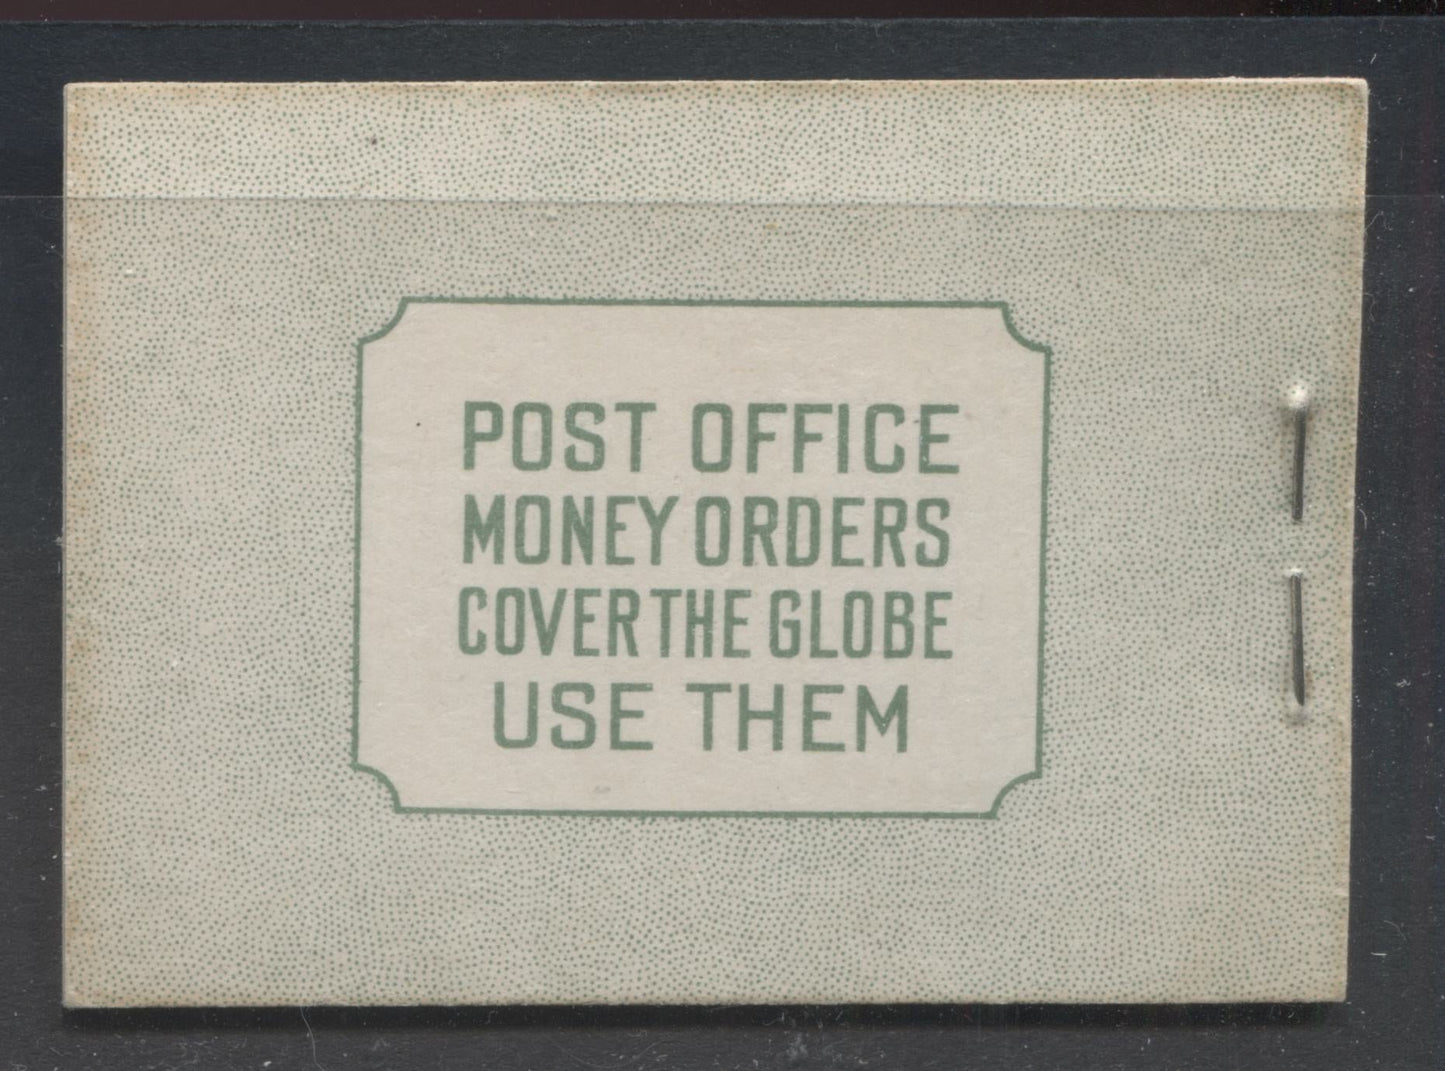 POST OFFICE
MONEY ORDERS
COVER THE GLOBE
USE THEM